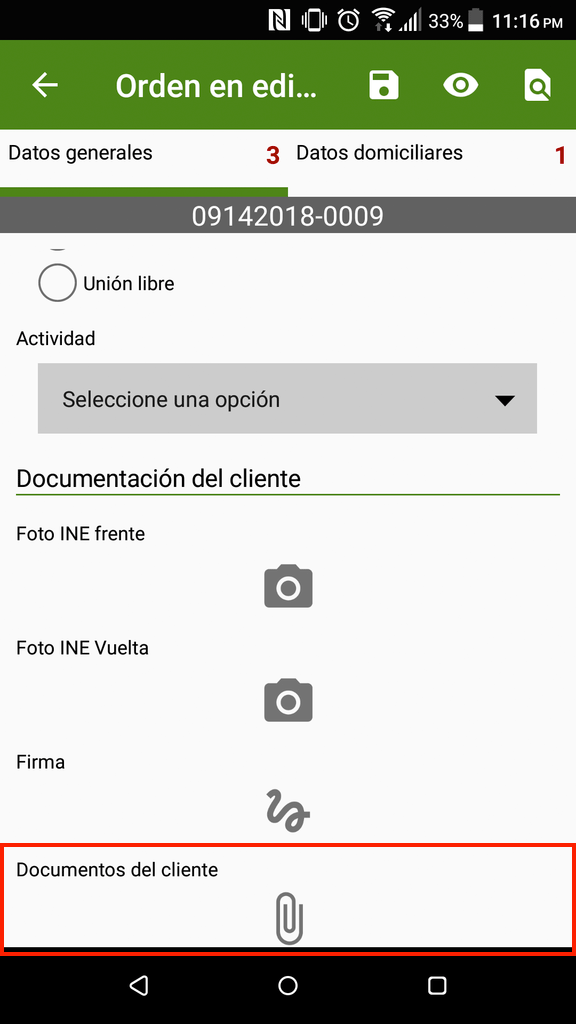 33% 11:16 PM
Orden en edi...
Datos generales 3 Datos domiciliares 1
09142018-0009
Unión libre
Actividad
Seleccione una opción
Documentación del cliente
Foto INE frente
Foto INE Vuelta
Firma
Documentos del cliente